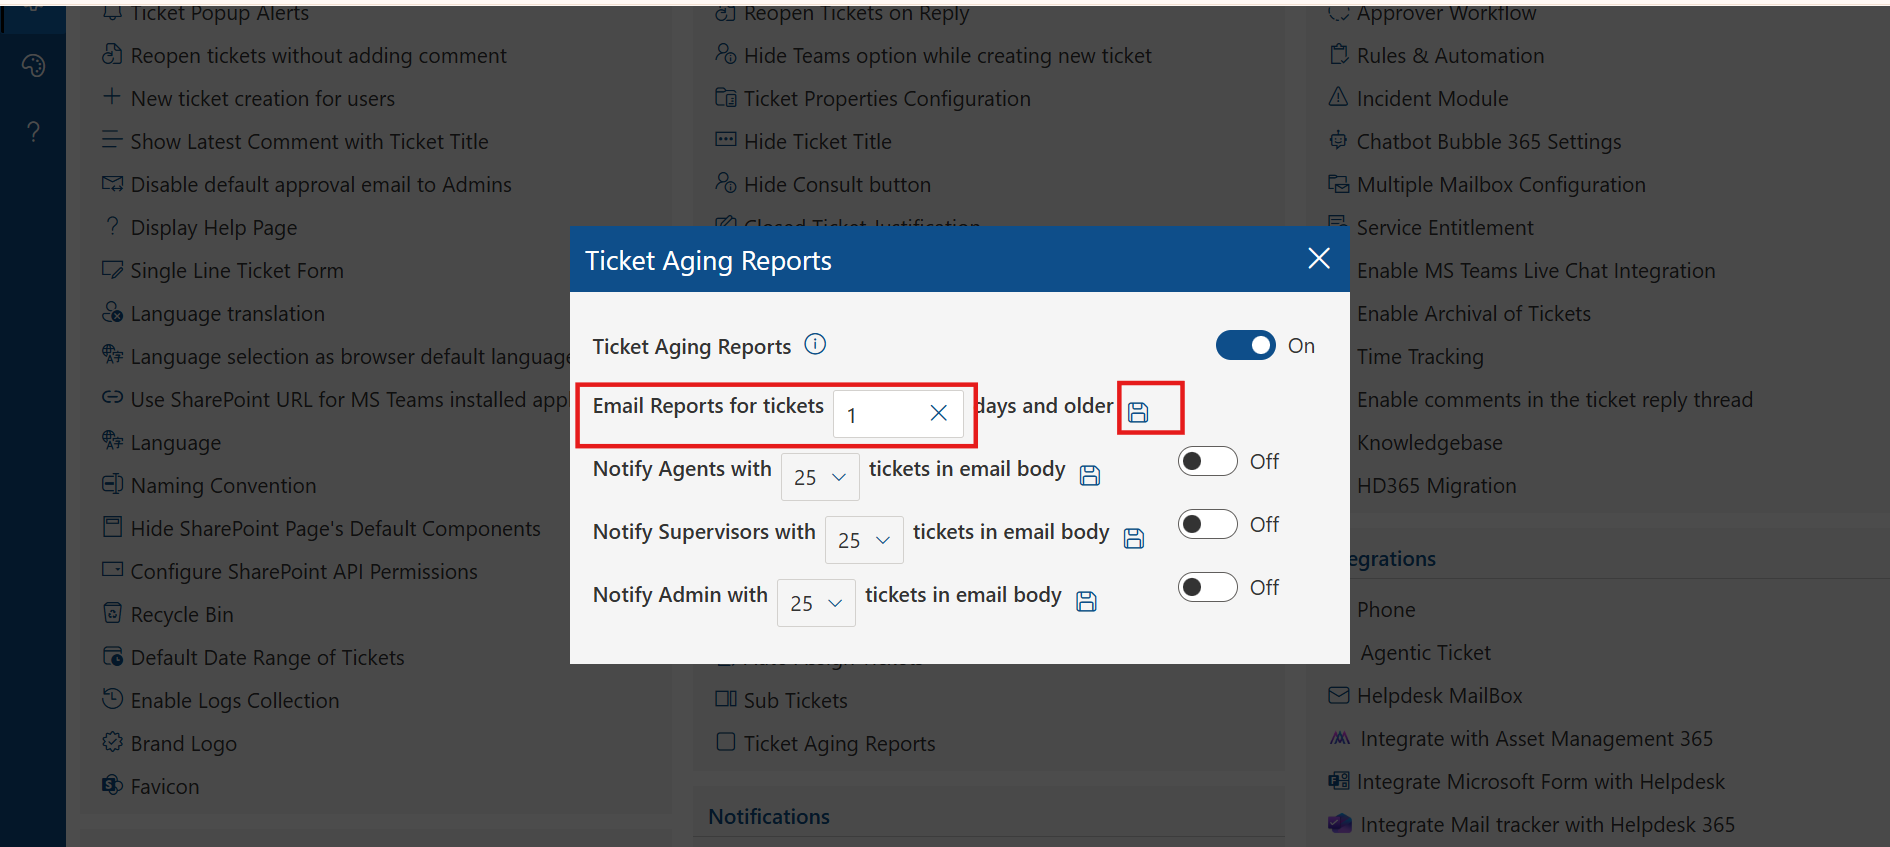 Ticket Popup Alerts
Reopen tickets without adding comment
New ticket creation for users
Show Latest Comment with Ticket Title
Disable default approval email to Admins
Display Help Page
Single Line Ticket Form
Language translation
Language selection as browser default language
Use SharePoint URL for MS Teams installed app
Language
Naming Convention
Hide SharePoint Page's Default Components
Configure SharePoint API Permissions
Recycle Bin
Default Date Range of Tickets
Enable Logs Collection
Brand Logo
Favicon
Reopen Tickets on Reply
Hide Teams option while creating new ticket
Ticket Properties Configuration
Hide Ticket Title
Hide Consult button
Closed Ticket Justification
Ticket Aging Reports
Ticket Aging Reports
On
Email Reports for tickets 1 days and older
Notify Agents with 25 tickets in email body
Off
Notify Supervisors with 25 tickets in email body
Off
Notify Admin with 25 tickets in email body
Off
Auto Assign Tickets
Sub Tickets
Ticket Aging Reports
Notifications
Approver Workflow
Rules & Automation
Incident Module
Chatbot Bubble 365 Settings
Multiple Mailbox Configuration
Service Entitlement
Enable MS Teams Live Chat Integration
Enable Archival of Tickets
Time Tracking
Enable comments in the ticket reply thread
Knowledgebase
HD365 Migration
egrations
Phone
Agentic Ticket
Helpdesk MailBox
Integrate with Asset Management 365
Integrate Microsoft Form with Helpdesk
Integrate Mail tracker with Helpdesk 365